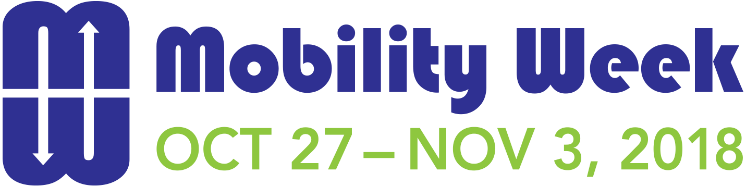 Mobility Week
OCT 27 – NOV 3, 2018